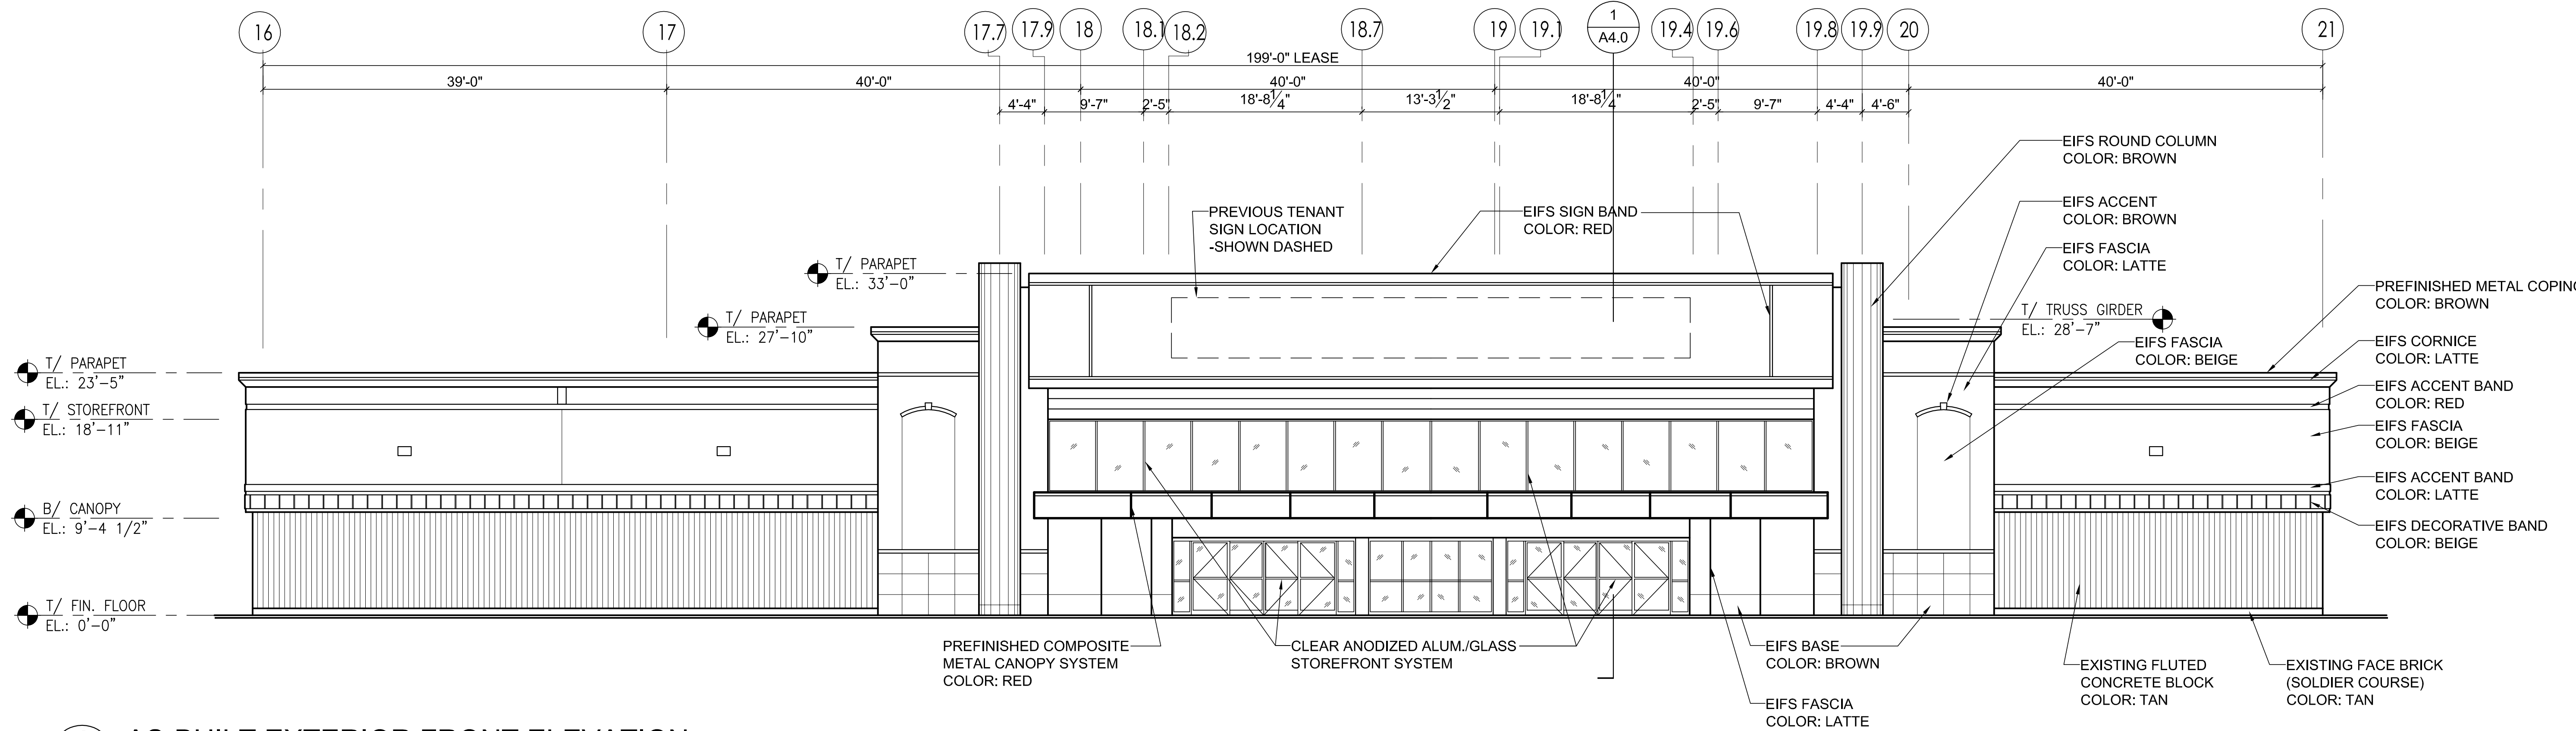 16
17
17.7
17.9
18
18.1
18.2
18.7
19
19.1
1
A4.0
19.4
19.6
19.8
19.9
20
21
199'-0" LEASE
39'-0"
40'-0"
40'-0"
40'-0"
40'-0"
4'-4"
9'-7"
2'-5"
18'-8 1/4"
13'-3 1/2"
18'-8 1/4"
2'-5"
9'-7"
4'-4"
4'-6"
EIFS ROUND COLUMN
COLOR: BROWN
EIFS ACCENT
COLOR: BROWN
EIFS FASCIA
COLOR: LATTE
PREVIOUS TENANT
SIGN LOCATION
-SHOWN DASHED
EIFS SIGN BAND
COLOR: RED
T/ PARAPET
EL.: 33'-0"
T/ PARAPET
EL.: 27'-10"
T/ PARAPET
EL.: 23'-5"
T/ STOREFRONT
EL.: 18'-11"
B/ CANOPY
EL.: 9'-4 1/2"
T/ FIN. FLOOR
EL.: 0'-0"
T/ TRUSS GIRDER
EL.: 28'-7"
EIFS FASCIA
COLOR: BEIGE
PREFINISHED METAL COPING
COLOR: BROWN
EIFS CORNICE
COLOR: LATTE
EIFS ACCENT BAND
COLOR: RED
EIFS FASCIA
COLOR: BEIGE
EIFS ACCENT BAND
COLOR: LATTE
EIFS DECORATIVE BAND
COLOR: BEIGE
PREFINISHED COMPOSITE
METAL CANOPY SYSTEM
COLOR: RED
CLEAR ANODIZED ALUM./GLASS
STOREFRONT SYSTEM
EIFS BASE
COLOR: BROWN
EIFS FASCIA
COLOR: LATTE
EXISTING FLUTED
CONCRETE BLOCK
COLOR: TAN
EXISTING FACE BRICK
(SOLDIER COURSE)
COLOR: TAN
AS-BUILT EXTERIOR FRONT ELEVATION